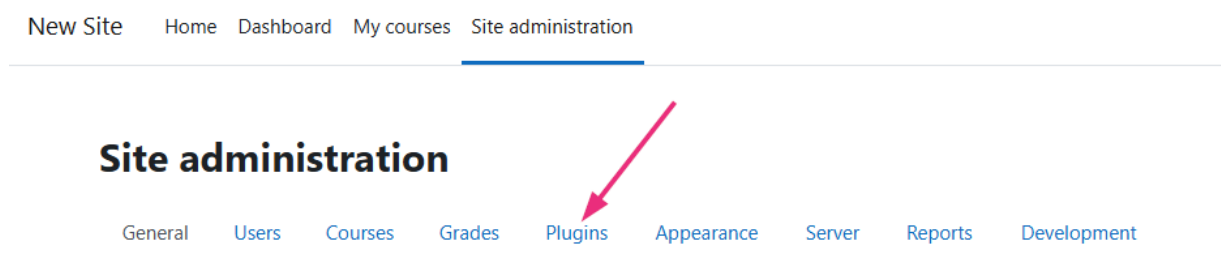 New Site Home Dashboard My courses Site administration
Site administration
General Users Courses Grades Plugins Appearance Server Reports Development